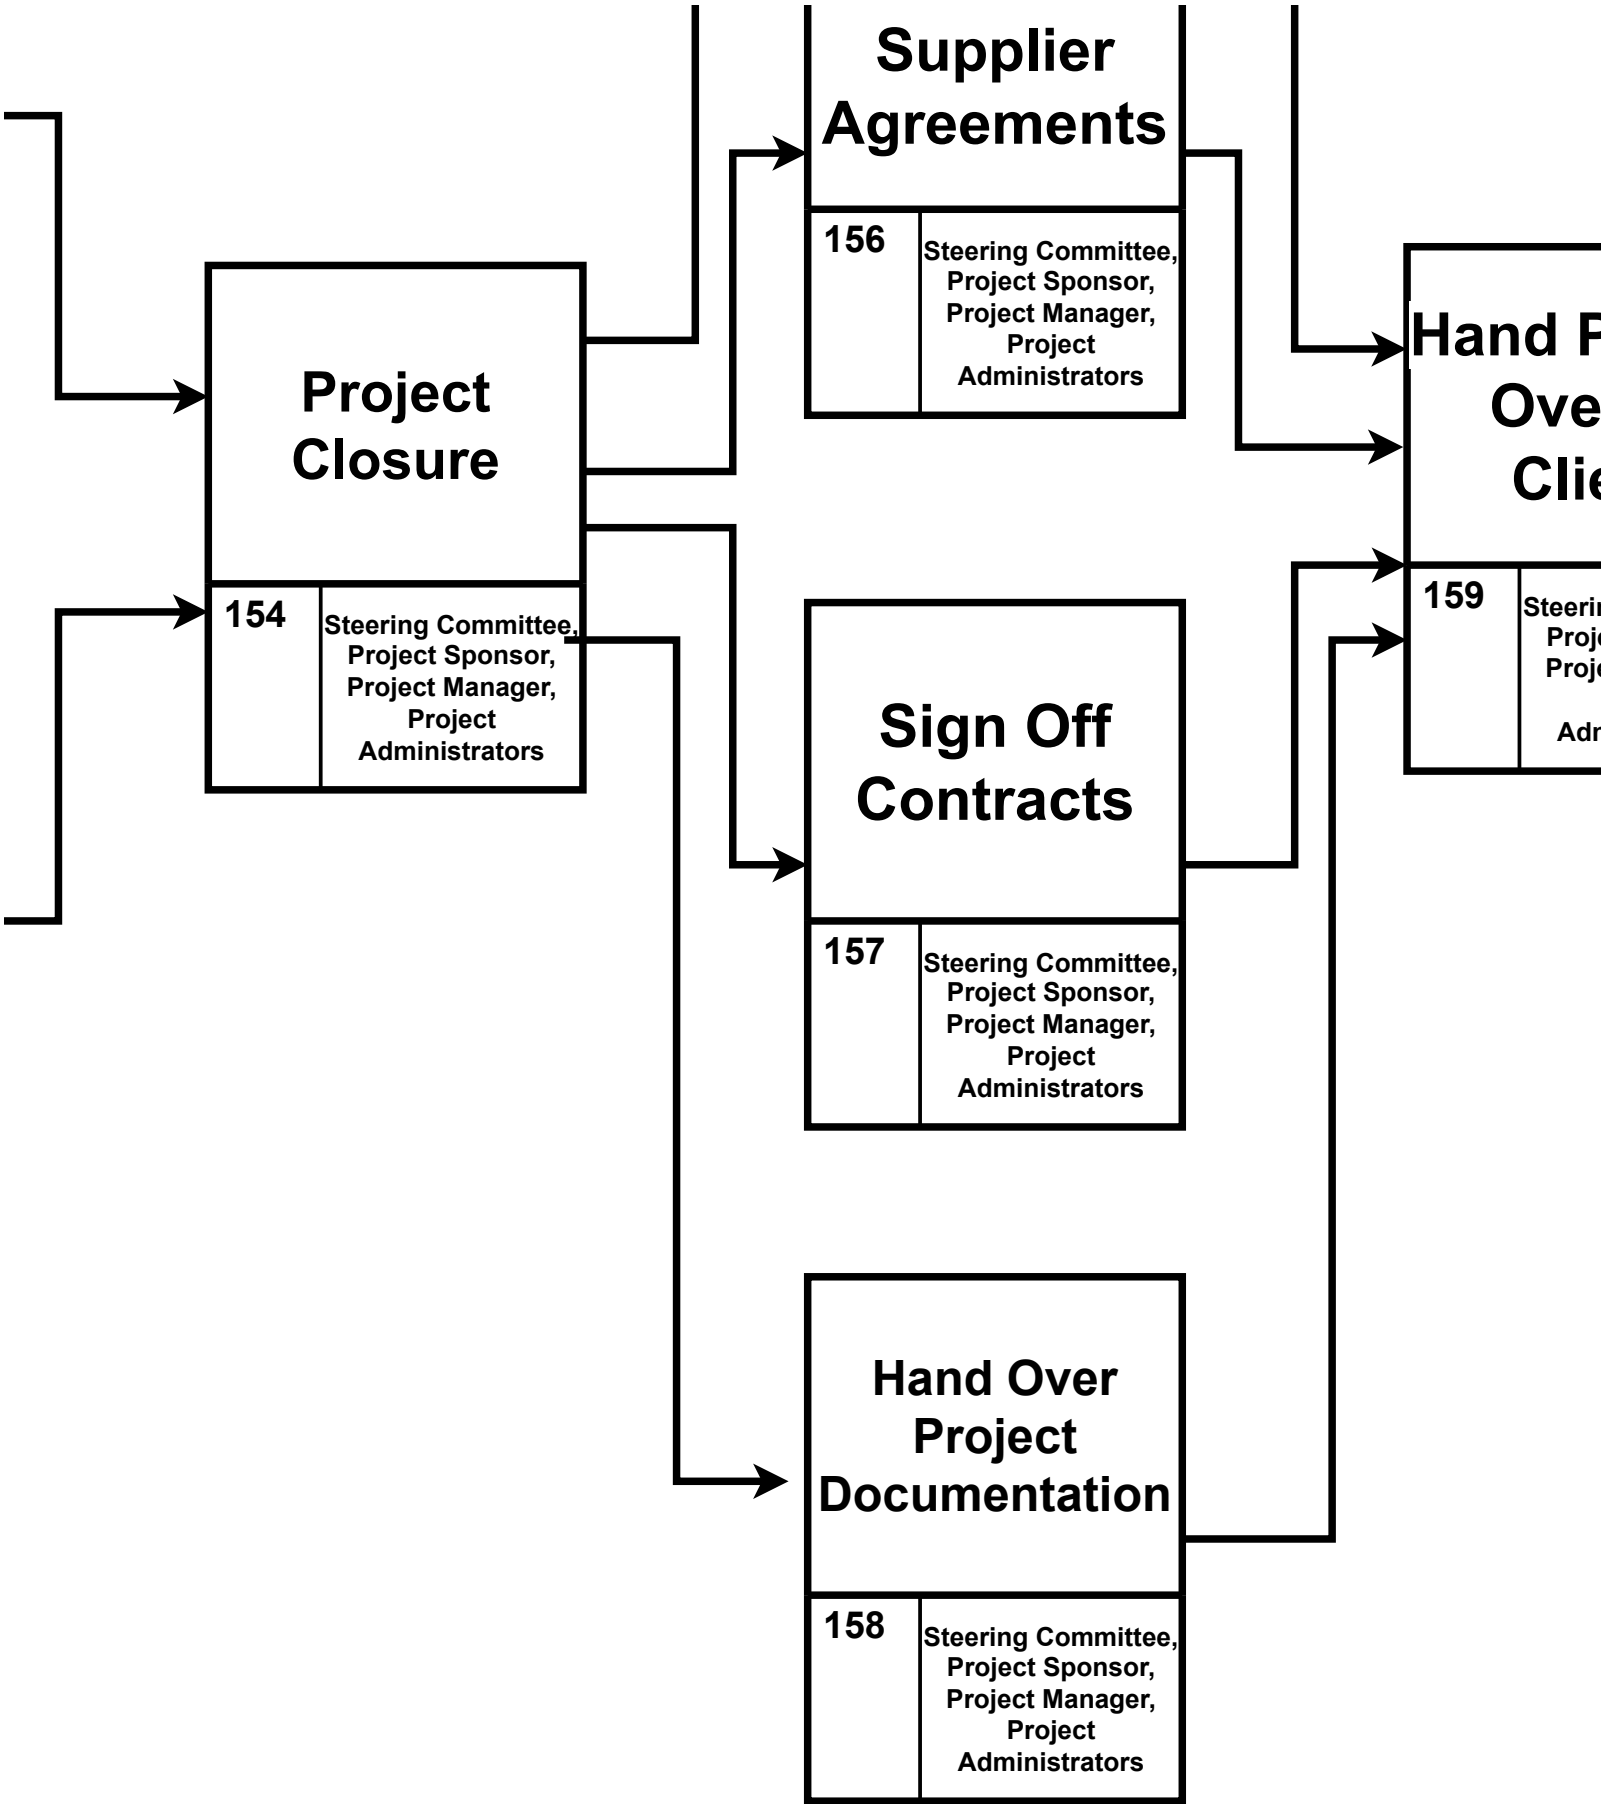 Supplier
Agreements
156
Steering Committee,
Project Sponsor,
Project Manager,
Project
Administrators
Project
Closure
154
Steering Committee,
Project Sponsor,
Project Manager,
Project
Administrators
Sign Off
Contracts
157
Steering Committee,
Project Sponsor,
Project Manager,
Project
Administrators
Hand Over
Project
Documentation
158
Steering Committee,
Project Sponsor,
Project Manager,
Project
Administrators
Hand
159